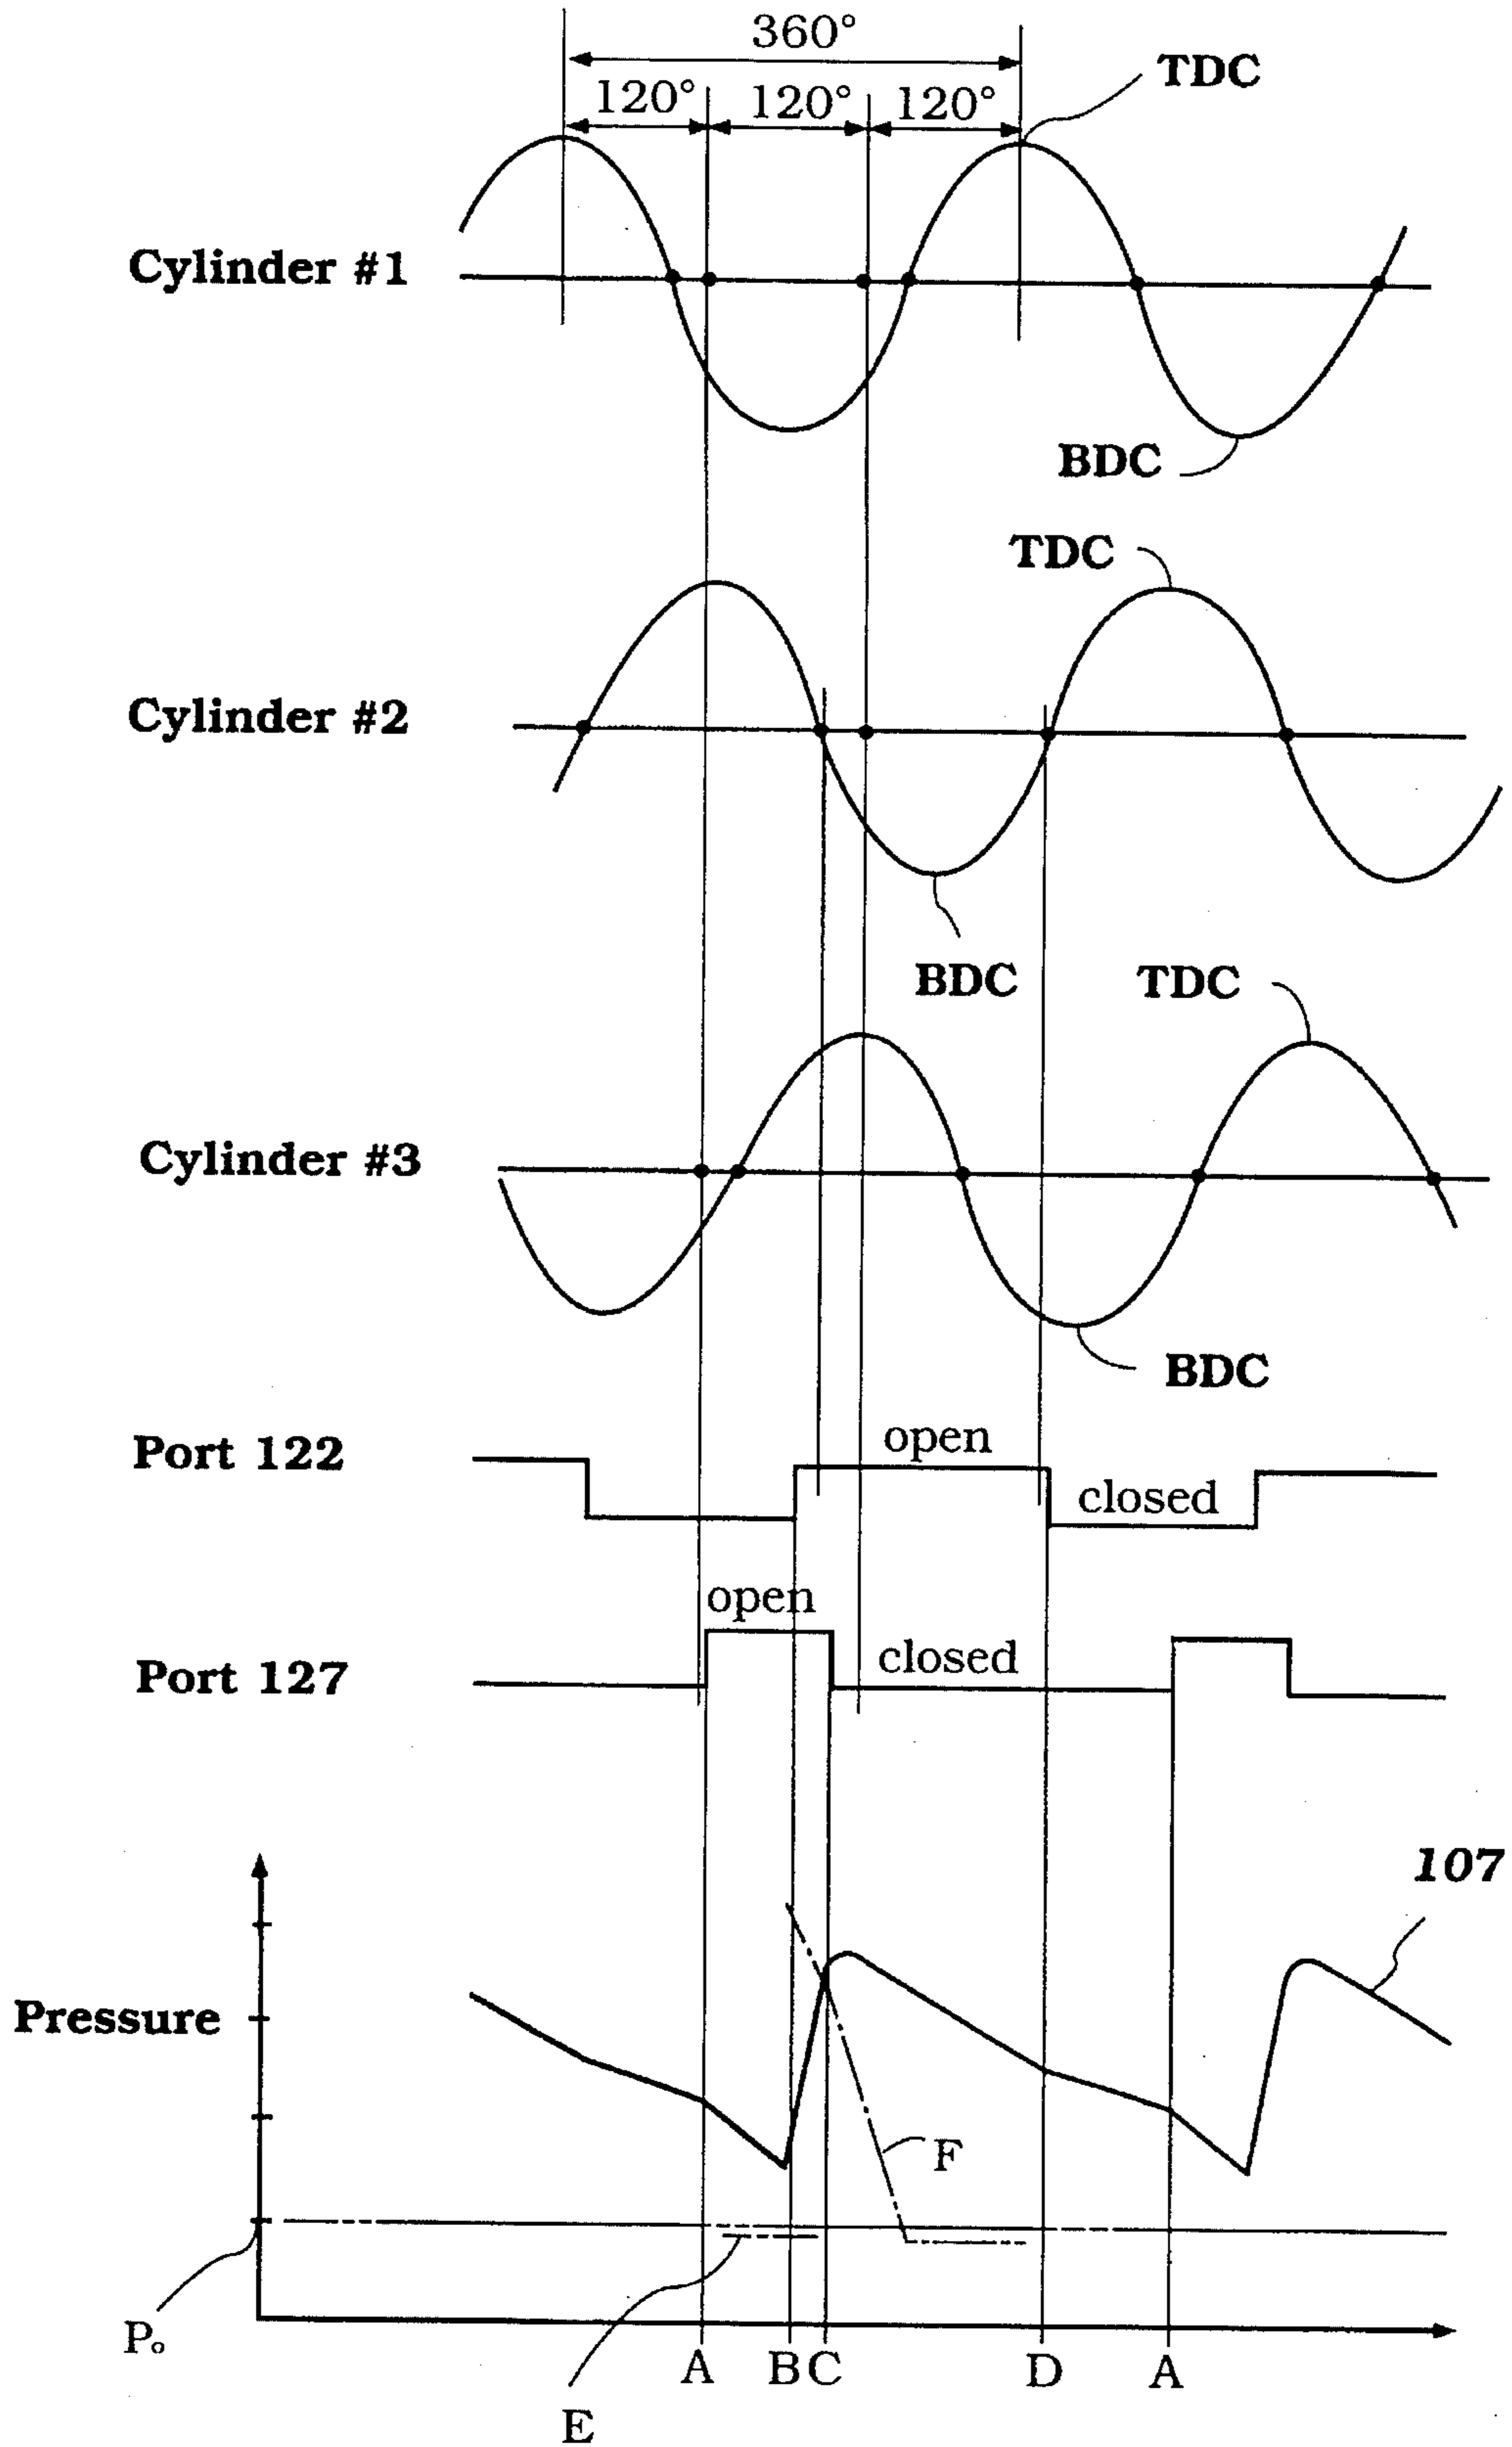 360°
TDC
120° 120° 120°
Cylinder #1
BDC
TDC
Cylinder #2
BDC
TDC
Cylinder #3
BDC
Port 122
open
closed
open
Port 127
closed
107
Pressure
F
P₀
A B C D A
E